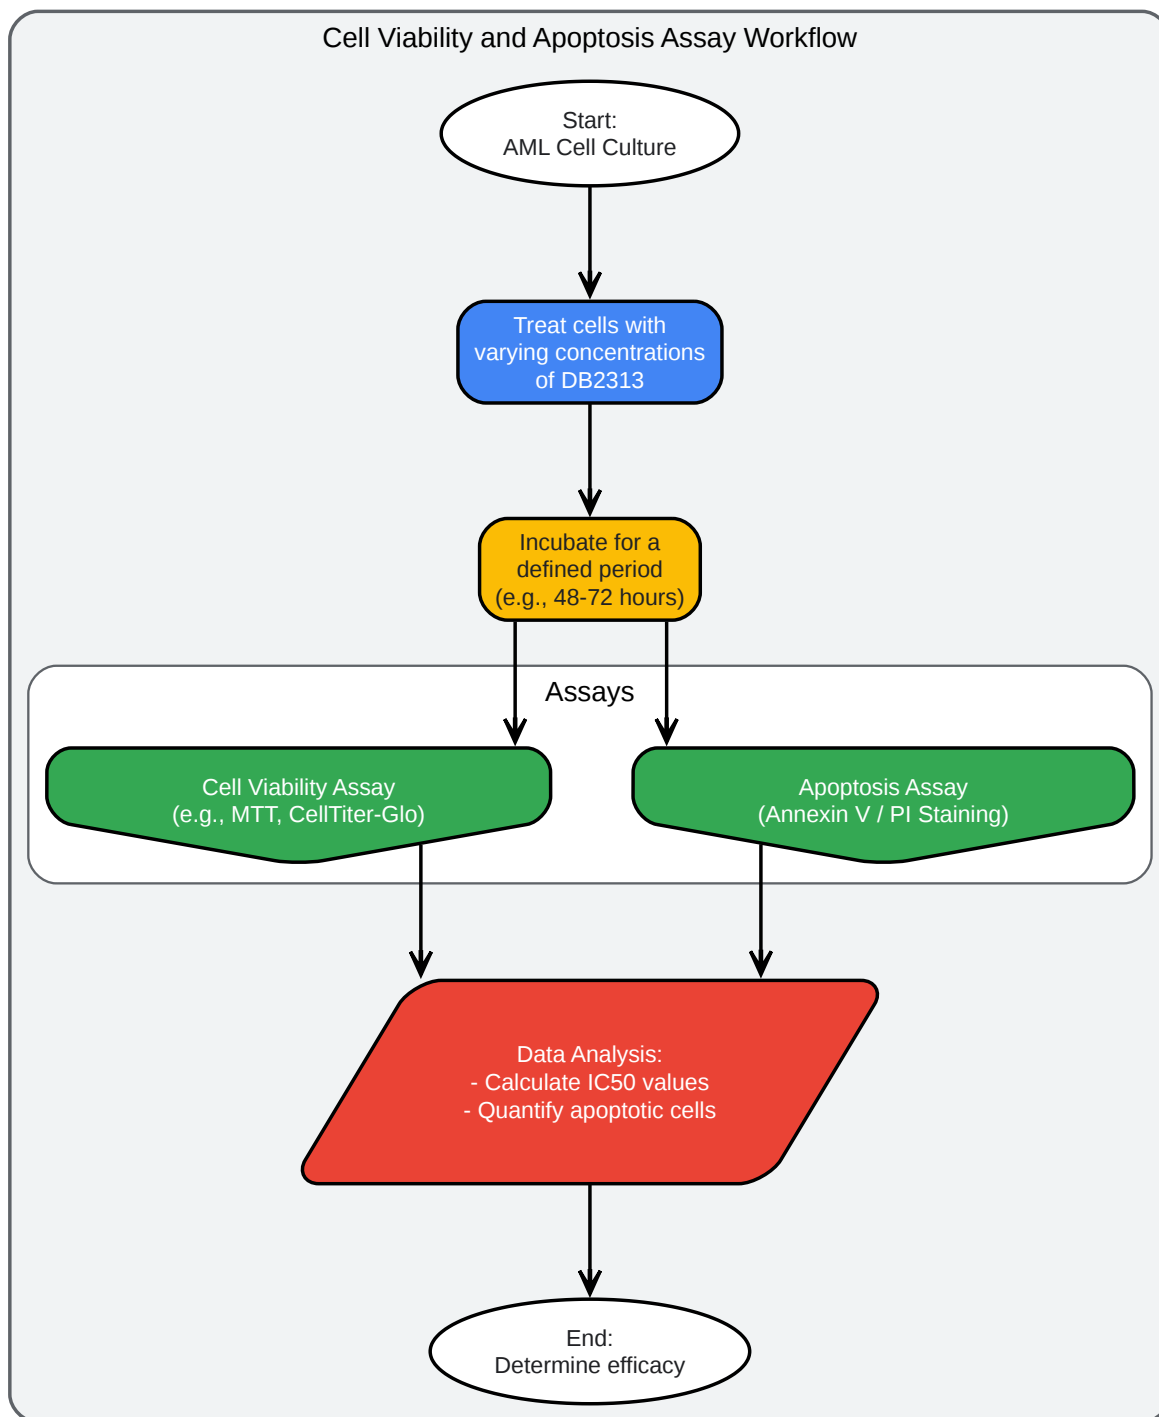 Cell Viability and Apoptosis Assay Workflow
Start:
AML Cell Culture
Treat cells with
varying concentrations
of DB2313
Incubate for a
defined period
(e.g., 48-72 hours)
Assays
Cell Viability Assay
(e.g., MTT, CellTiter-Glo)
Apoptosis Assay
(Annexin V / PI Staining)
Data Analysis:
- Calculate IC50 values
- Quantify apoptotic cells
End:
Determine efficacy